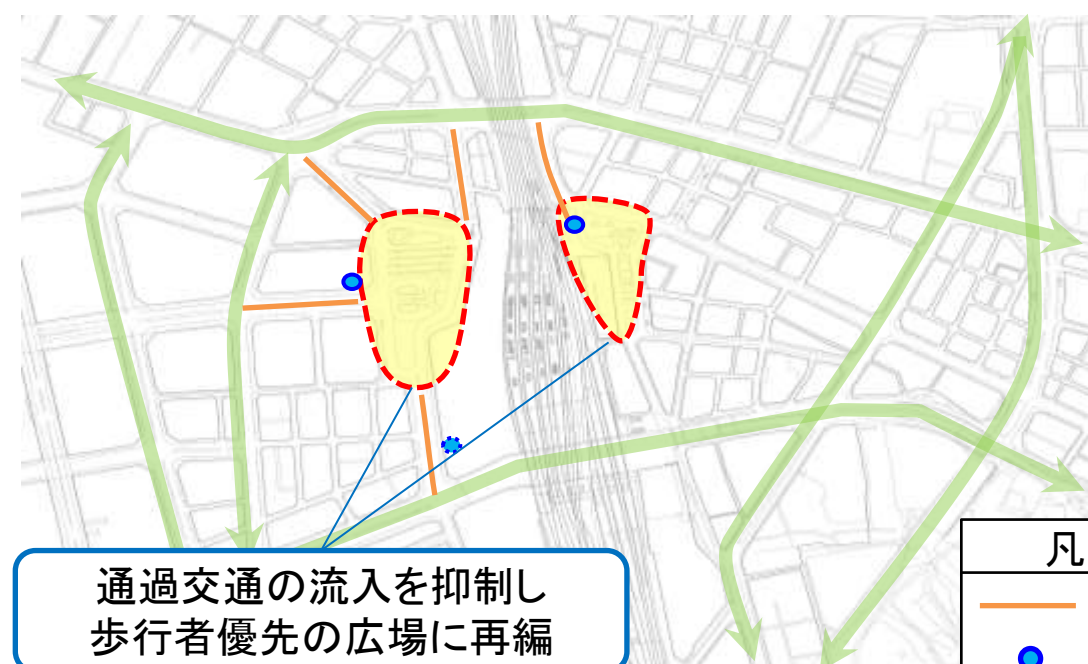 通過交通の流入を抑制し
歩行者優先の広場に再編
凡